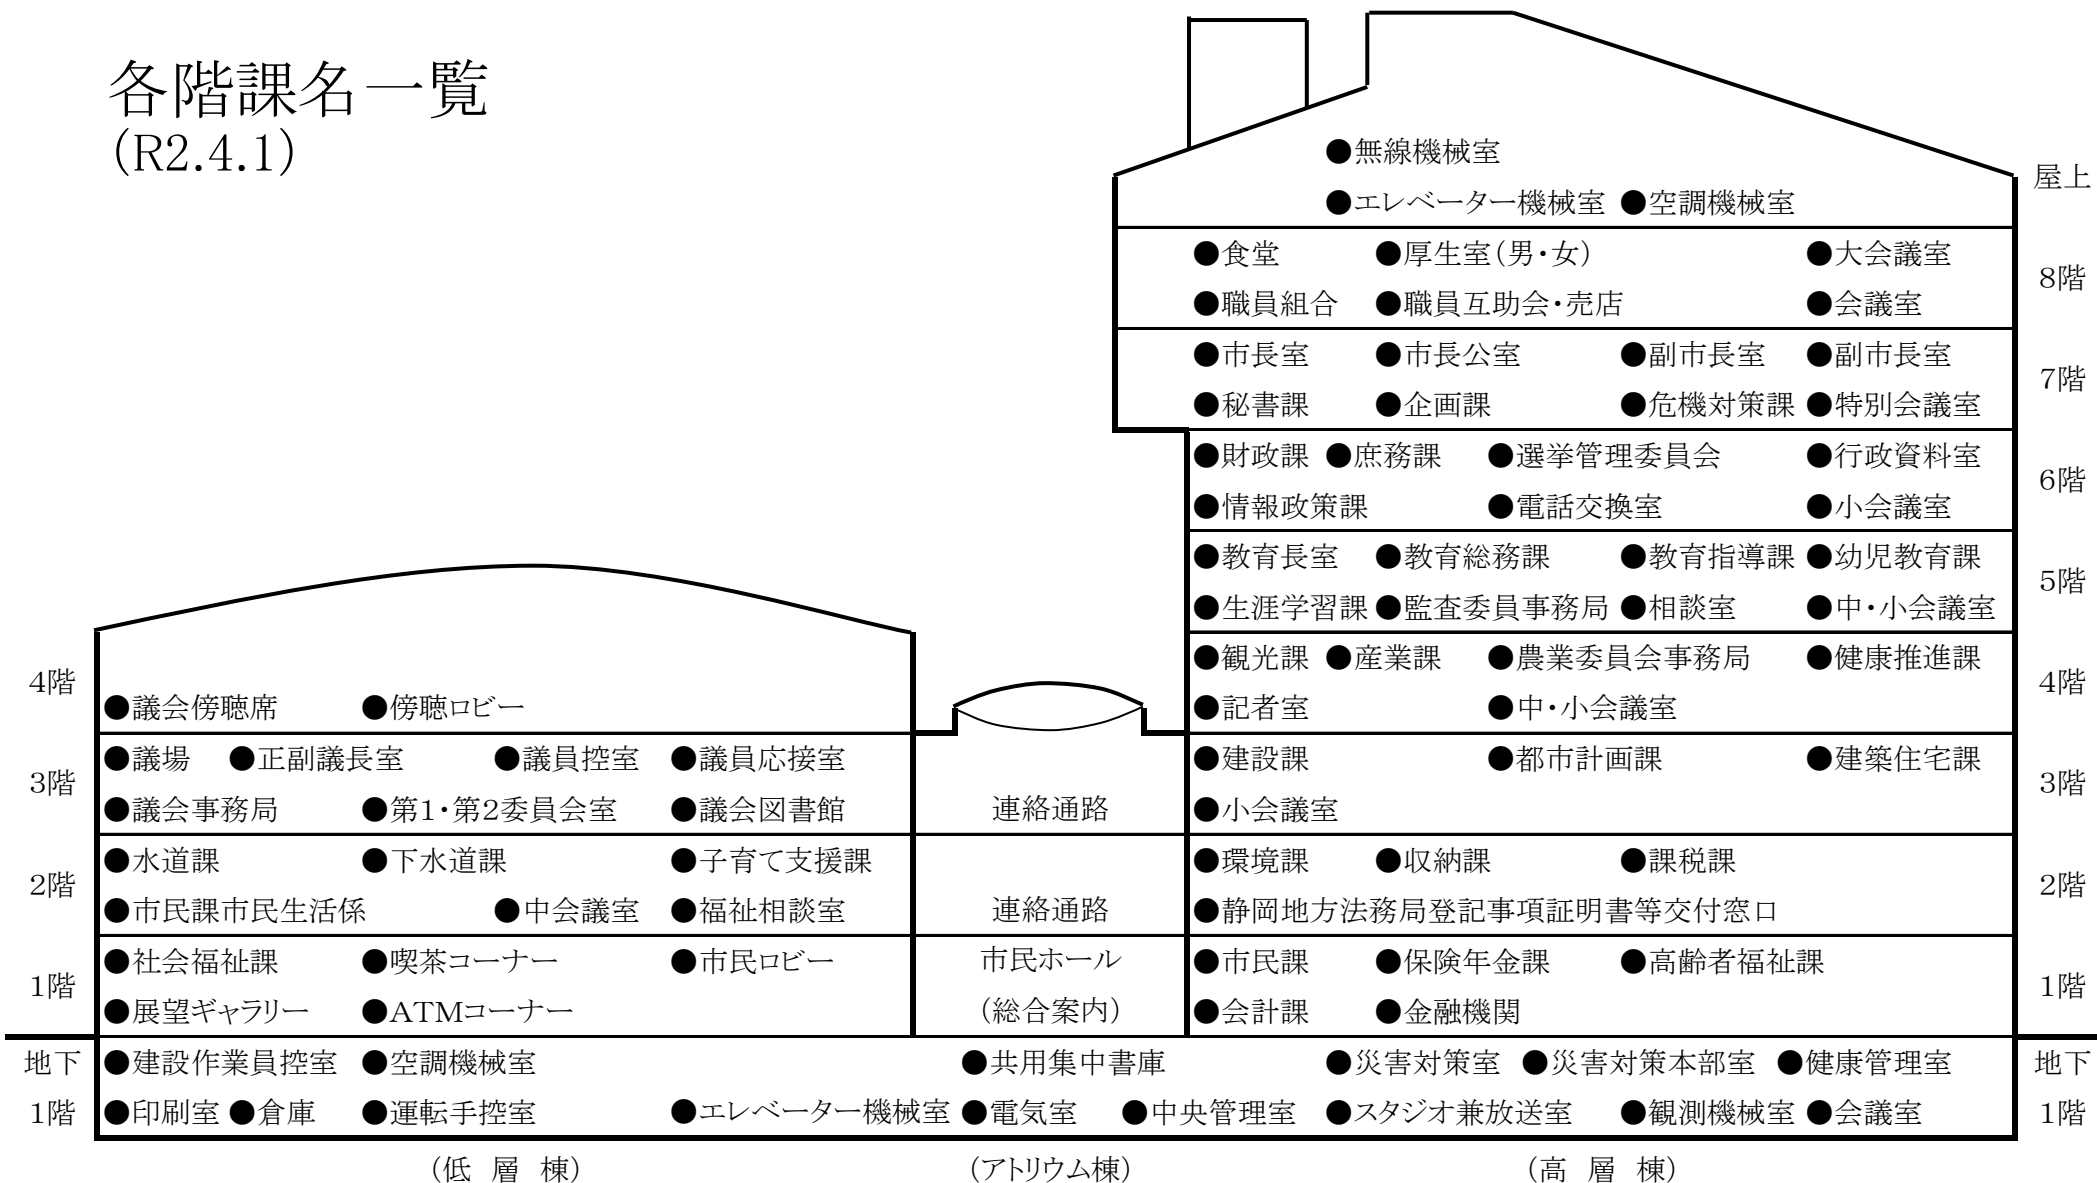 各階課名一覧
(R2.4.1)
●無線機械室
屋上
●エレベーター機械室 ●空調機械室
●食堂 ●厚生室(男・女) ●大会議室
8階
●職員組合 ●職員互助会・売店 ●会議室
●市長室 ●市長公室 ●副市長室 ●副市長室
7階
●秘書課 ●企画課 ●危機対策課 ●特別会議室
●財政課 ●庶務課 ●選挙管理委員会 ●行政資料室
6階
●情報政策課 ●電話交換室 ●小会議室
●教育長室 ●教育総務課 ●教育指導課 ●幼児教育課
5階
●生涯学習課 ●監査委員事務局 ●相談室 ●中・小会議室
●観光課 ●産業課 ●農業委員会事務局 ●健康推進課
4階 4階
●議会傍聴席 ●傍聴ロビー ●記者室 ●中・小会議室
●議場 ●正副議長室 ●議員控室 ●議員応接室 ●建設課 ●都市計画課 ●建築住宅課
3階 3階
●議会事務局 ●第1・第2委員会室 ●議会図書館 連絡通路 ●小会議室
●水道課 ●下水道課 ●子育て支援課 ●環境課 ●収納課 ●課税課
2階 2階
●市民課市民生活係 ●中会議室 ●福祉相談室 連絡通路 ●静岡地方法務局登記事項証明書等交付窓口
●社会福祉課 ●喫茶コーナー ●市民ロビー 市民ホール ●市民課 ●保険年金課 ●高齢者福祉課
1階 1階
●展望ギャラリー ●ATMコーナー (総合案内) ●会計課 ●金融機関
地下 ●建設作業員控室 ●空調機械室 ●共用集中書庫 ●災害対策室 ●災害対策本部室 ●健康管理室 地下
1階 ●印刷室 ●倉庫 ●運転手控室 ●エレベーター機械室 ●電気室 ●中央管理室 ●スタジオ兼放送室 ●観測機械室 ●会議室 1階
(低 層 棟) (アトリウム棟) (高 層 棟)